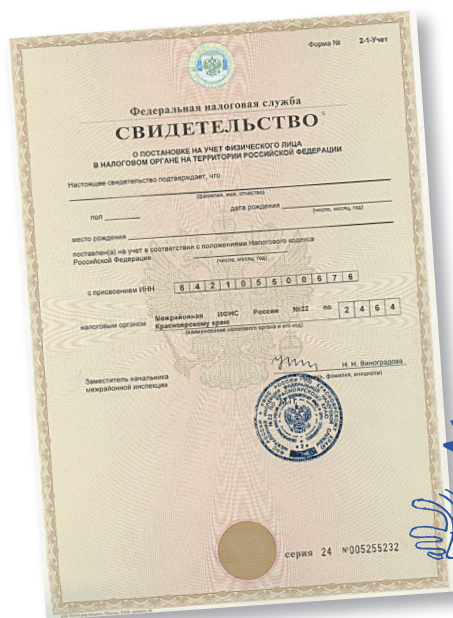 Форма № 2-1-Учет
Федеральная налоговая служба
СВИДЕТЕЛЬСТВО
О ПОСТАНОВКЕ НА УЧЕТ ФИЗИЧЕСКОГО ЛИЦА
В НАЛОГОВОМ ОРГАНЕ НА ТЕРРИТОРИИ РОССИЙСКОЙ ФЕДЕРАЦИИ
Настоящее свидетельство подтверждает, что
(фамилия, имя, отчество)
пол дата рождения
(число, месяц, год)
место рождения
поставлен(а) на учет в соответствии с положениями Налогового кодекса
Российской Федерации
(число, месяц, год)
с присвоением ИНН 6 4 2 1 0 5 5 0 0 6 7 6
налоговым органом Межрайонная ИФНС России №22 по 2 4 6 4
Красноярскому краю
(наименование налогового органа и его код)
Заместитель начальника Н. Н. Виноградова
межрайонной инспекции фамилия, инициалы)
серия 24 №005255232